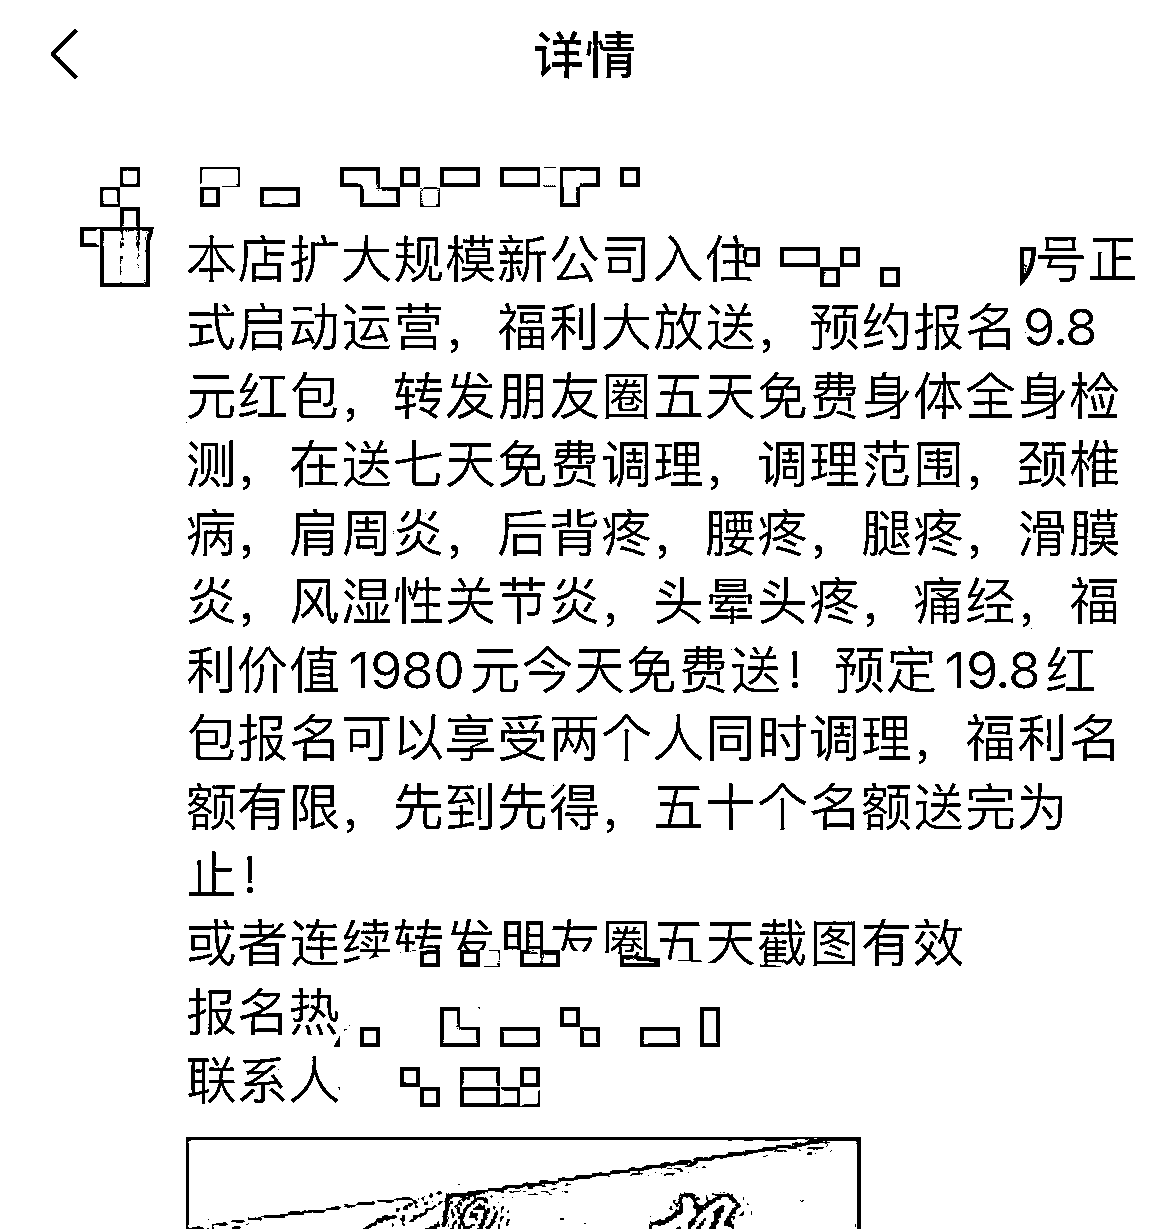 详情
本店扩大规模新公司入住
号正
式启动运营，福利大放送，预约报名9.8
元红包，转发朋友圈五天免费身体全身检
测，在送七天免费调理，调理范围，颈椎
病，肩周炎，后背疼，腰疼，腿疼，滑膜
炎，风湿性关节炎，头晕头疼，痛经，福
利价值1980元今天免费送！预定19.8红
包报名可以享受两个人同时调理，福利名
额有限，先到先得，五十个名额送完为
止！
或者连续转发朋友圈五天截图有效
报名热
联系人